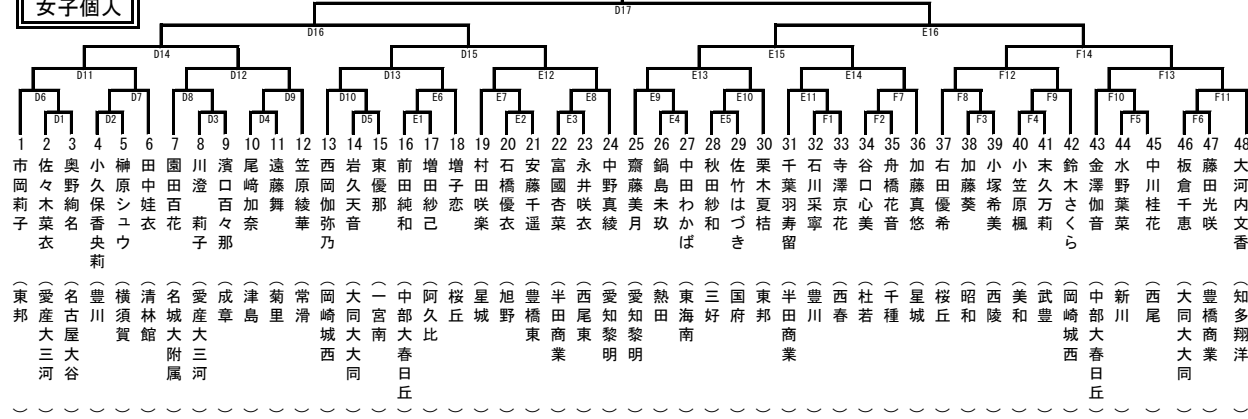 女子個人
D17
D16 E16
D14 D15 E15 F14
D11 D12 D13 E12 E13 E14 F12 F13
D6 D7 D8 D9 D10 E6 E7 E8 E9 E10 E11 F7 F8 F9 F10 F11
D1 D2 D3 D4 D5 E1 E2 E3 E4 E5 F1 F2 F3 F4 F5 F6
1 市岡莉子 (東邦)
2 佐々木菜衣 (愛産大三河)
3 奥野絢名 (名古屋大谷)
4 小久保香央莉 (豊川)
5 榊原シュウ (横須賀)
6 田中娃衣 (清林館)
7 園田百花 (名城大附属)
8 川澄 莉子 (愛産大三河)
9 濱口百々那 (成章)
10 尾﨑加奈 (津島)
11 遠藤舞 (菊里)
12 笠原綾華 (常滑)
13 西岡伽弥乃 (岡崎城西)
14 岩久天音 (大同大大同)
15 東優那 (一宮南)
16 前田純和 (中部大春日丘)
17 増田紗己 (阿久比)
18 増子恋 (桜丘)
19 村田咲楽 (星城)
20 石橋優衣 (旭野)
21 安藤千遥 (豊橋東)
22 富國杏菜 (半田商業)
23 永井咲衣 (西尾東)
24 中野真綾 (愛知黎明)
25 齋藤美月 (愛知黎明)
26 鍋島未玖 (熱田)
27 中田わかば (東海南)
28 秋田紗和 (三好)
29 佐竹はづき (国府)
30 栗木夏桔 (東邦)
31 千葉羽寿留 (半田商業)
32 石川采寧 (豊川)
33 寺澤京花 (西春)
34 谷口心美 (杜若)
35 舟橋花音 (千種)
36 加藤真悠 (星城)
37 右田優希 (桜丘)
38 加藤葵 (昭和)
39 小塚希美 (西陵)
40 小笠原楓 (美和)
41 末久万莉 (武豊)
42 鈴木さくら (岡崎城西)
43 金澤伽音 (中部大春日丘)
44 水野葉菜 (新川)
45 中川桂花 (西尾)
46 板倉千恵 (大同大大同)
47 藤田光咲 (豊橋商業)
48 大河内文香 (知多翔洋)